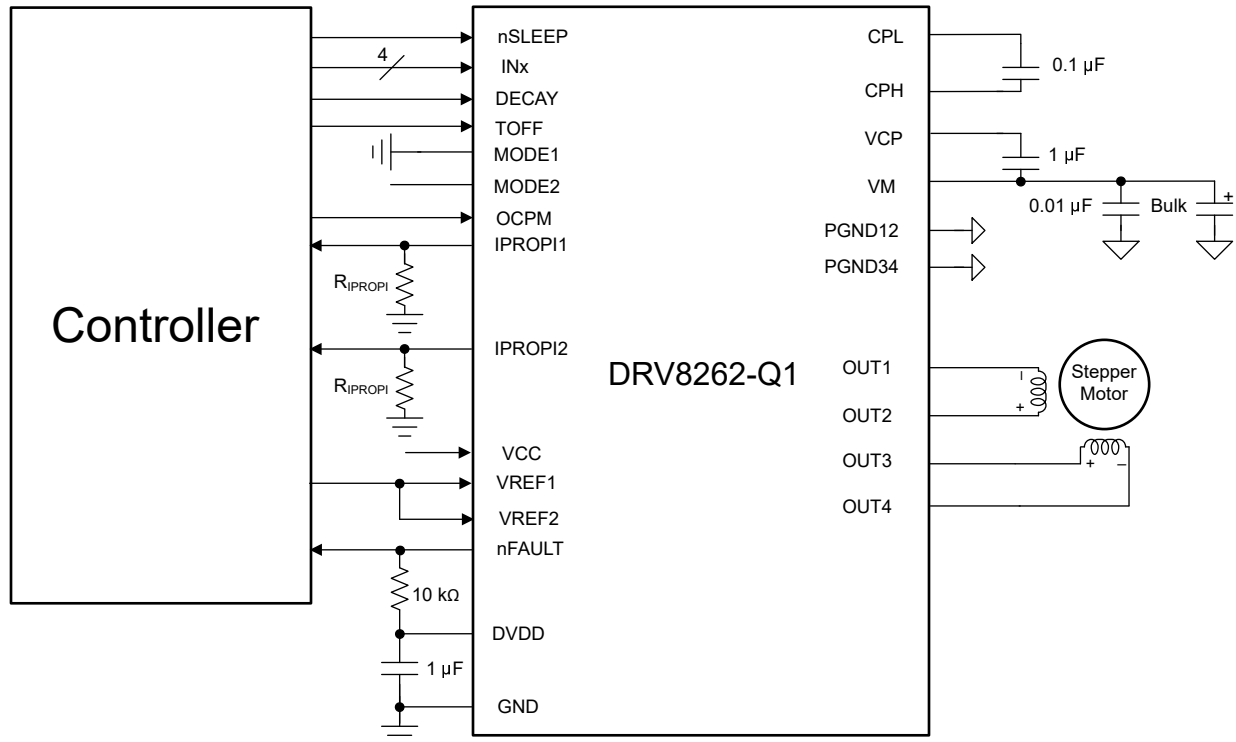 Controller
4
nSLEEP
INx
DECAY
TOFF
MODE1
MODE2
OCPM
IPROPI1
RIPROPI
IPROPI2
RIPROPI
VCC
VREF1
VREF2
nFAULT
10 kΩ
DVDD
1 µF
GND
DRV8262-Q1
CPL
0.1 µF
CPH
VCP
1 µF
VM
0.01 µF
Bulk
+
PGND12
PGND34
OUT1
–
+
OUT2
Stepper
Motor
OUT3
+
–
OUT4